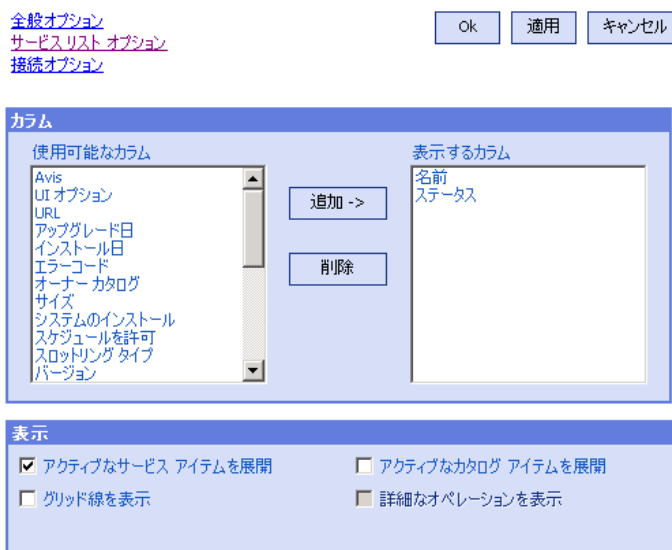 全般オプション
サービス リスト オプション
接続オプション
Ok 適用 キャンセル
カラム
使用可能なカラム
Avis
UI オプション
URL
アップグレード日
インストール日
エラーコード
オーナー カタログ
サイズ
システムのインストール
スケジュールを許可
スロットリング タイプ
バージョン
追加 ->
削除
表示するカラム
名前
ステータス
表示
アクティブなサービス アイテムを展開
アクティブなカタログ アイテムを展開
グリッド線を表示
詳細なオペレーションを表示